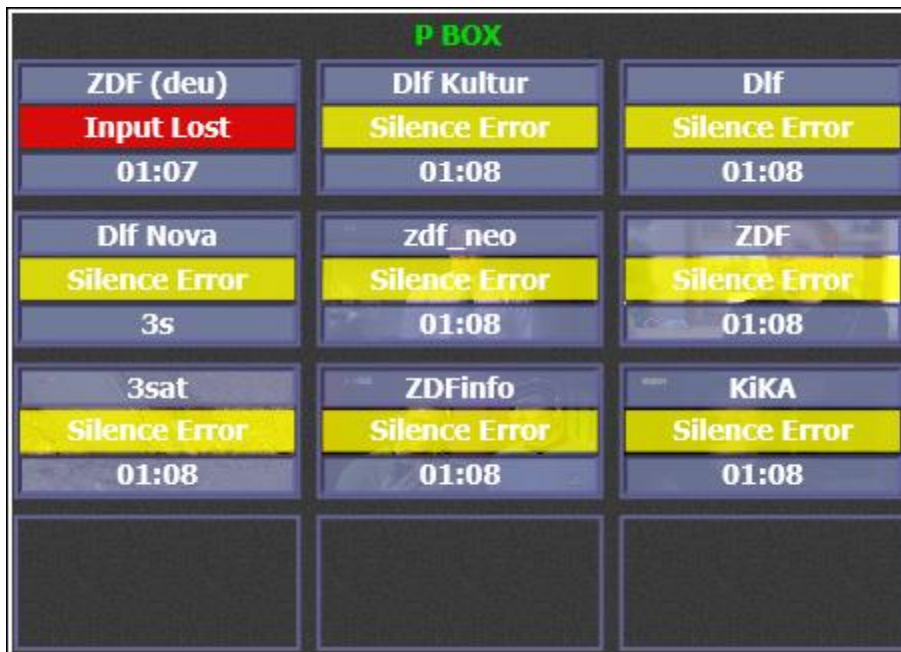 P BOX
ZDF (deu)
Input Lost
01:07
Dlf Kultur
Silence Error
01:08
Dlf
Silence Error
01:08
Dlf Nova
Silence Error
3s
zdf_neo
Silence Error
01:08
ZDF
Silence Error
01:08
3sat
Silence Error
01:08
ZDFinfo
Silence Error
01:08
KiKA
Silence Error
01:08